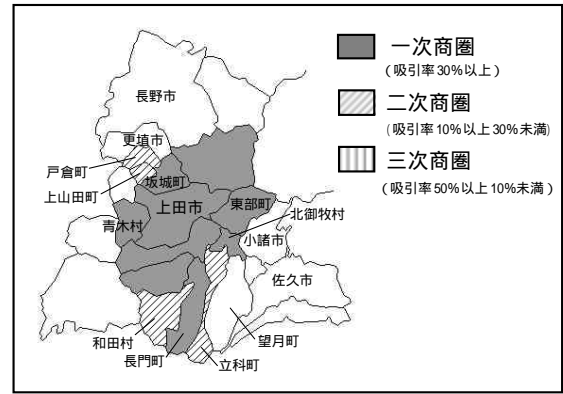 一次商圏
(吸引率30%以上)
二次商圏
(吸引率10%以上30%未満)
三次商圏
(吸引率50%以上10%未満)
長野市
更埴市
戸倉町
坂城町
上山田町
上田市
東部町
北御牧村
青木村
小諸市
佐久市
和田村
望月町
長門町
立科町